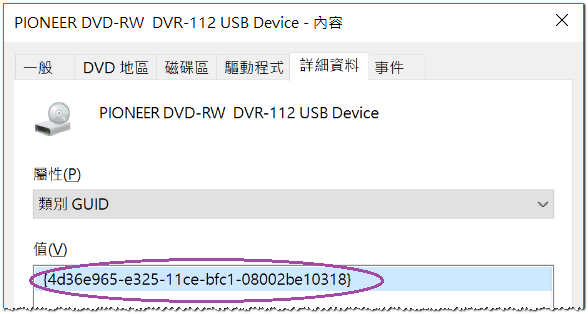 PIONEER DVD-RW  DVR-112 USB Device - 內容
一般 DVD 地區 磁碟區 驅動程式 詳細資料 事件
PIONEER DVD-RW  DVR-112 USB Device
屬性(P)
類別 GUID
值(V)
{4d36e965-e325-11ce-bfc1-08002be10318}